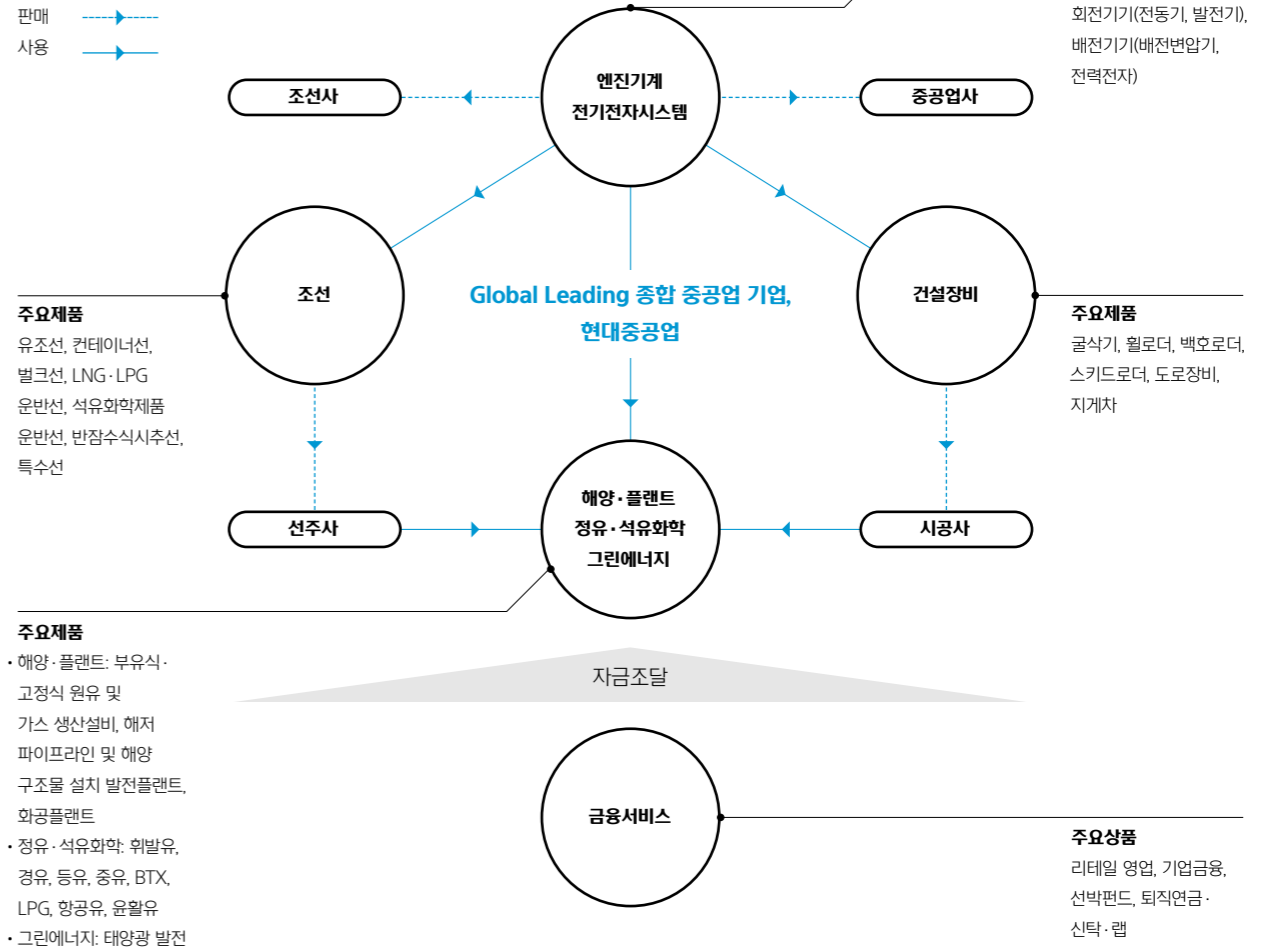 판매
사용
회전기기(전동기, 발전기),
배전기기(배전변압기,
전력전자)
엔진기계
전기전자시스템
조선사
중공업사
조선
Global Leading 종합 중공업 기업,
현대중공업
건설장비
주요제품
유조선, 컨테이너선,
벌크선, LNG·LPG
운반선, 석유화학제품
운반선, 반잠수식시추선,
특수선
주요제품
굴삭기, 휠로더, 백호로더,
스키드로더, 도로장비,
지게차
선주사
해양·플랜트
정유·석유화학
그린에너지
시공사
주요제품
• 해양·플랜트: 부유식·
고정식 원유 및
가스 생산설비, 해저
파이프라인 및 해양
구조물 설치 발전플랜트,
화공플랜트
• 정유·석유화학: 휘발유,
경유, 등유, 중유, BTX,
LPG, 항공유, 윤활유
• 그린에너지: 태양광 발전
자금조달
금융서비스
주요상품
리테일 영업, 기업금융,
선박펀드, 퇴직연금·
신탁·랩